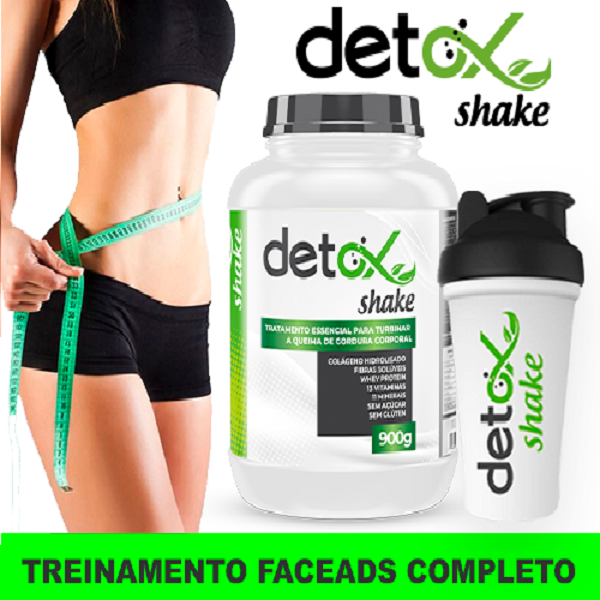 detox
shake
shake
detox
shake
TRATAMENTO ESSENCIAL PARA TURBINAR
A QUEIMA DE GORDURA CORPORAL
COLÁGENO HIDROLISADO
FIBRAS SOLÚVEIS
WHEY PROTEIN
13 VITAMINAS
11 MINERAIS
SEM AÇÚCAR
SEM GLÚTEN
900g
detox
shake
TREINAMENTO FACEADS COMPLETO